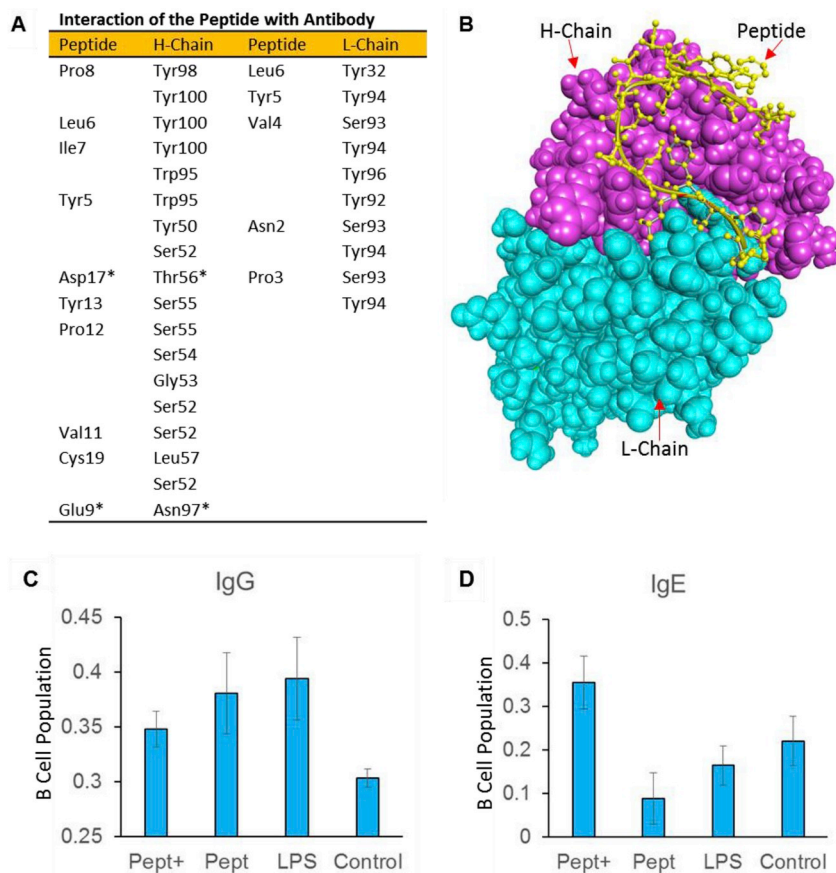 A
Interaction of the Peptide with Antibody
Peptide H-Chain Peptide L-Chain
Pro8 Tyr98 Leu6 Tyr32
Tyr100 Tyr5 Tyr94
Leu6 Tyr100 Val4 Ser93
Ile7 Tyr100 Tyr94
Trp95 Tyr96
Tyr5 Trp95 Tyr92
Tyr50 Asn2 Ser93
Ser52 Tyr94
Asp17* Thr56* Pro3 Ser93
Tyr13 Ser55 Tyr94
Pro12 Ser55
Ser54
Gly53
Ser52
Val11 Ser52
Cys19 Leu57
Ser52
Glu9* Asn97*
B
H-Chain
Peptide
L-Chain
C
IgG
B Cell Population
0.45
0.4
0.35
0.3
0.25
Pept+ Pept LPS Control
D
IgE
B Cell Population
0.5
0.4
0.3
0.2
0.1
0
Pept+ Pept LPS Control